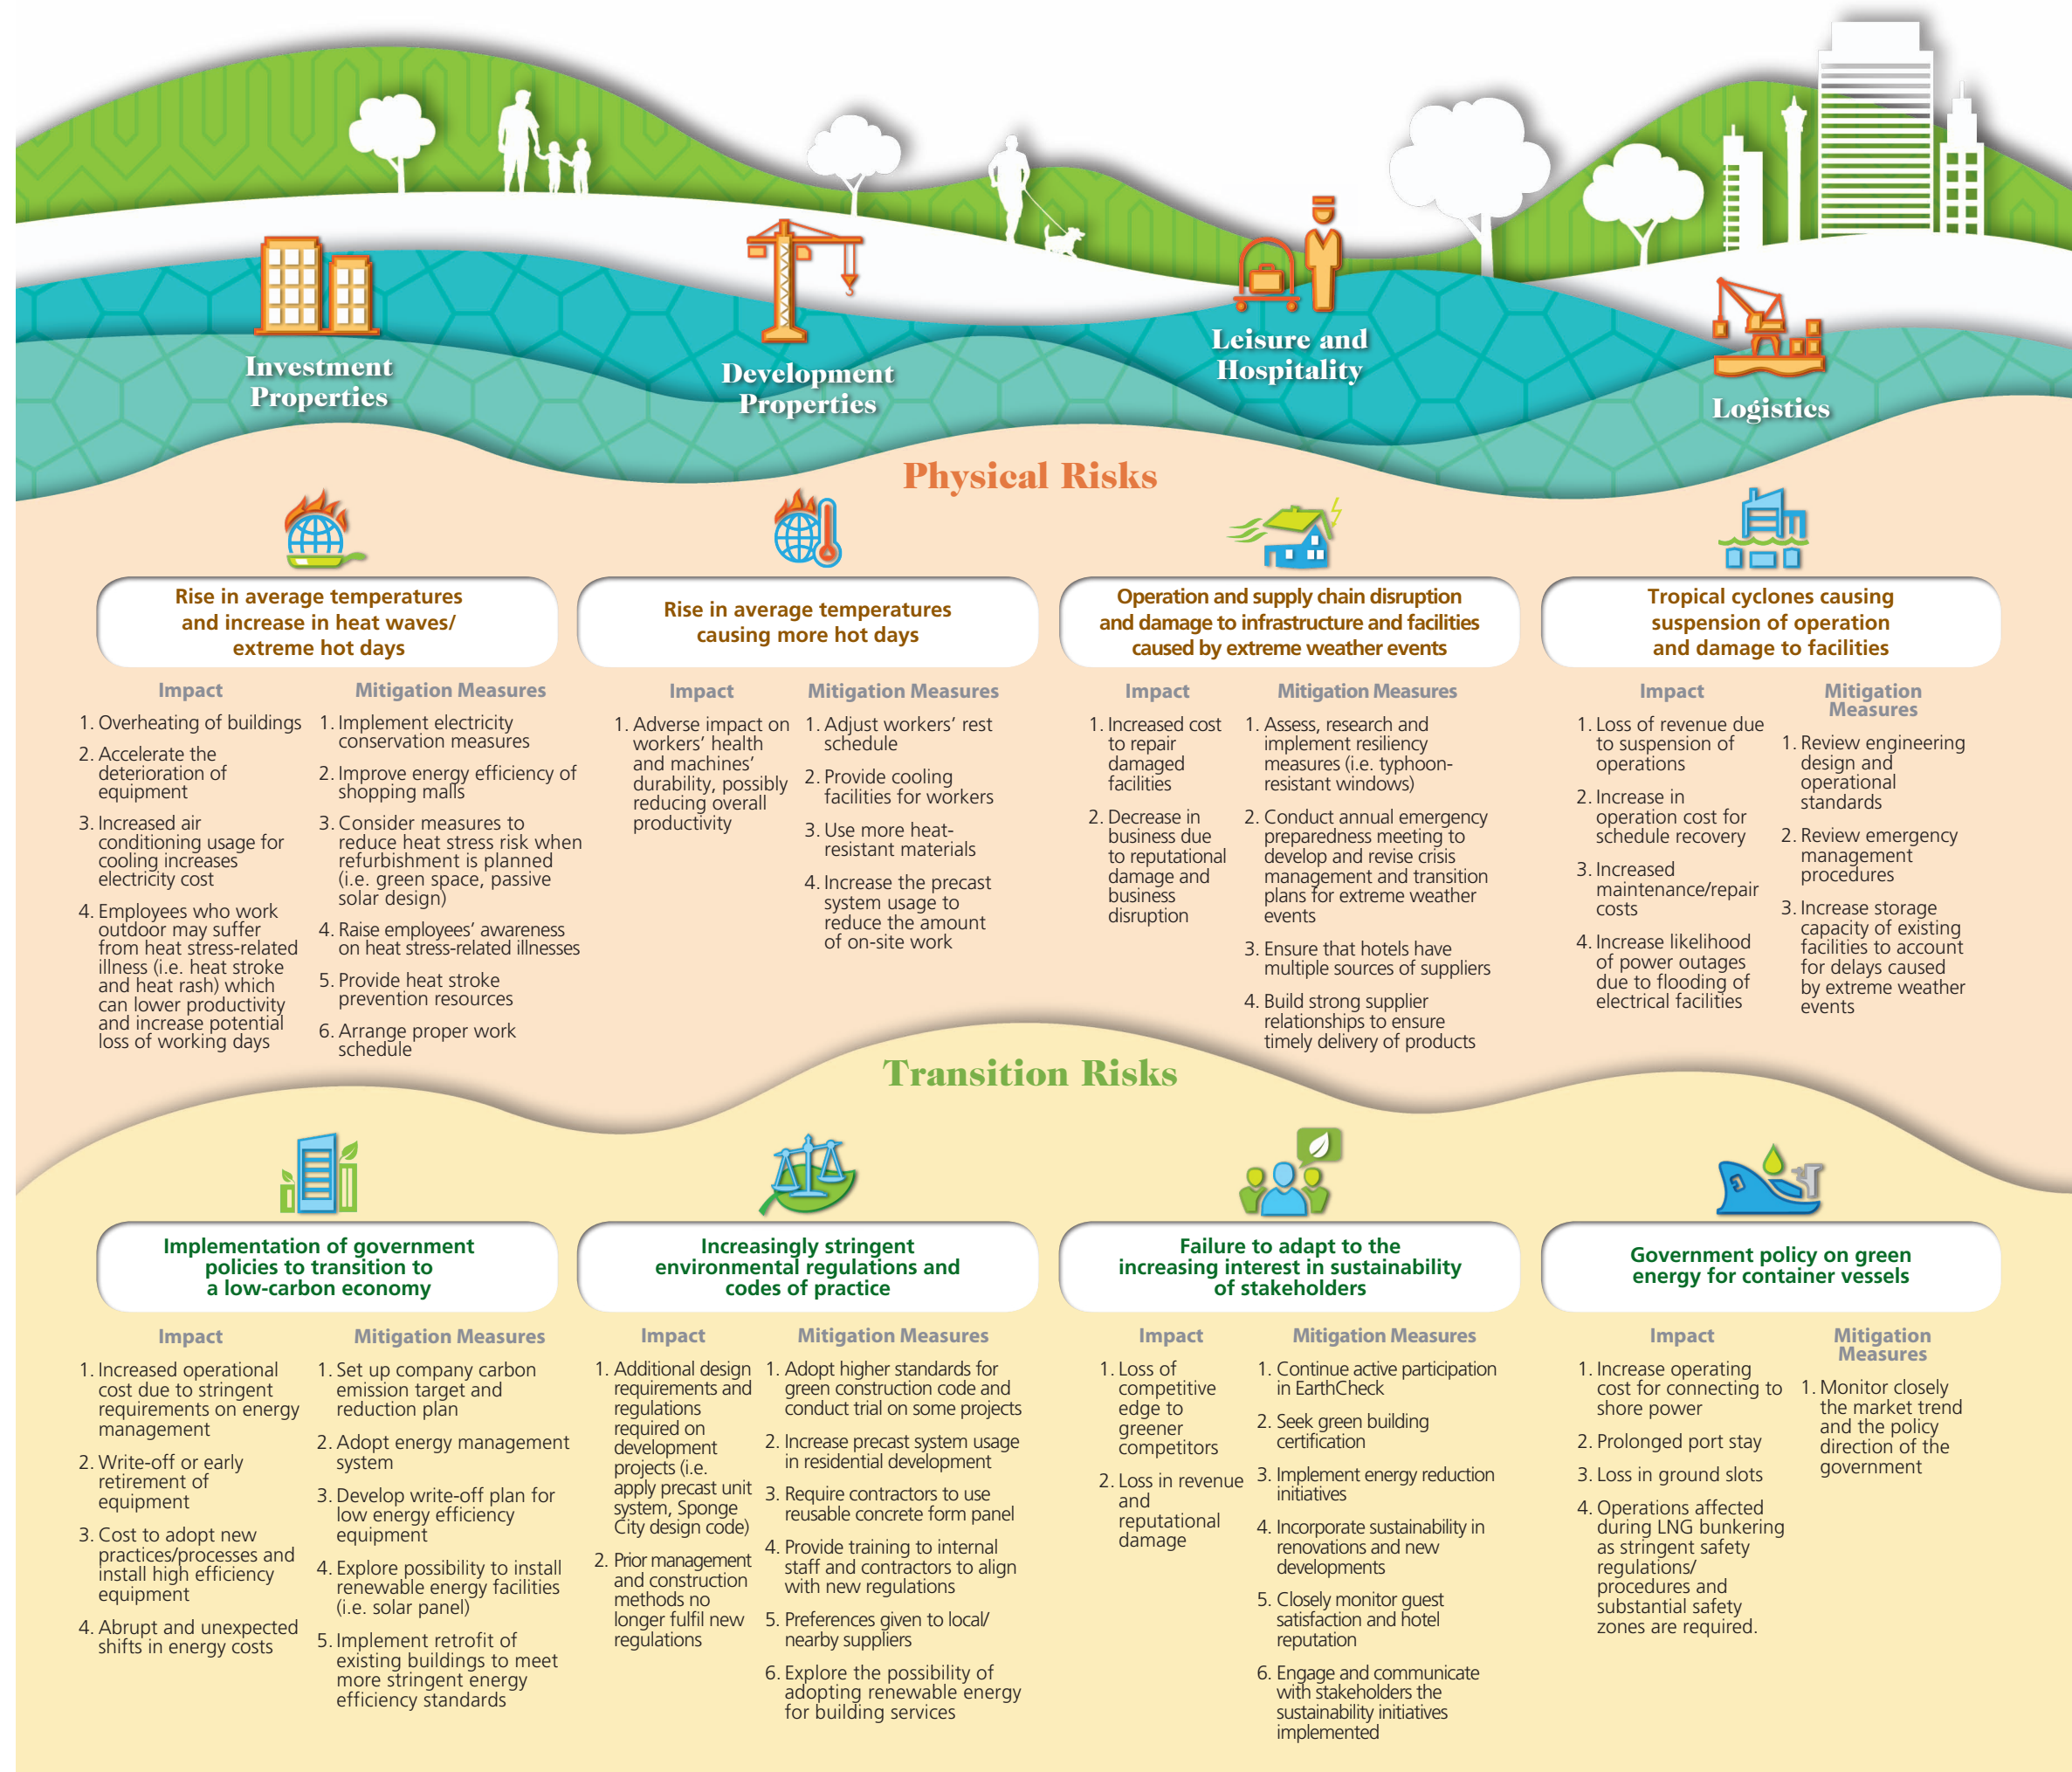 Investment
Properties
Development
Properties
Leisure and
Hospitality
Logistics
Physical Risks
Rise in average temperatures
and increase in heat waves/
extreme hot days
Impact
1. Overheating of buildings
2. Accelerate the
deterioration of
equipment
3. Increased air
conditioning usage for
cooling increases
electricity cost
4. Employees who work
outdoor may suffer
from heat stress-related
illness (i.e. heat stroke
and heat rash) which
can lower productivity
and increase potential
loss of working days
Mitigation Measures
1. Implement electricity
conservation measures
2. Improve energy efficiency of
shopping malls
3. Consider measures to
reduce heat stress risk when
refurbishment is planned
(i.e. green space, passive
solar design)
4. Raise employees’ awareness
on heat stress-related illnesses
5. Provide heat stroke
prevention resources
6. Arrange proper work
schedule
Rise in average temperatures
causing more hot days
Impact
1. Adverse impact on
workers’ health
and machines’
durability, possibly
reducing overall
productivity
Mitigation Measures
1. Adjust workers’ rest
schedule
2. Provide cooling
facilities for workers
3. Use more heat-
resistant materials
4. Increase the precast
system usage to
reduce the amount
of on-site work
Operation and supply chain disruption
and damage to infrastructure and facilities
caused by extreme weather events
Impact
1. Increased cost
to repair
damaged
facilities
2. Decrease in
business due
to reputational
damage and
business
disruption
Mitigation Measures
1. Assess, research and
implement resiliency
measures (i.e. typhoon-
resistant windows)
2. Conduct annual emergency
preparedness meeting to
develop and revise crisis
management and transition
plans for extreme weather
events
3. Ensure that hotels have
multiple sources of suppliers
4. Build strong supplier
relationships to ensure
timely delivery of products
Tropical cyclones causing
suspension of operation
and damage to facilities
Impact
1. Loss of revenue due
to suspension of
operations
2. Increase in
operation cost for
schedule recovery
3. Increased
maintenance/repair
costs
4. Increase likelihood
of power outages
due to flooding of
electrical facilities
Mitigation
Measures
1. Review engineering
design and
operational
standards
2. Review emergency
management
procedures
3. Increase storage
capacity of existing
facilities to account
for delays caused
by extreme weather
events
Transition Risks
Implementation of government
policies to transition to
a low-carbon economy
Impact
1. Increased operational
cost due to stringent
requirements on energy
management
2. Write-off or early
retirement of
equipment
3. Cost to adopt new
practices/processes and
install high efficiency
equipment
4. Abrupt and unexpected
shifts in energy costs
Mitigation Measures
1. Set up company carbon
emission target and
reduction plan
2. Adopt energy management
system
3. Develop write-off plan for
low energy efficiency
equipment
4. Explore possibility to install
renewable energy facilities
(i.e. solar panel)
5. Implement retrofit of
existing buildings to meet
more stringent energy
efficiency standards
Increasingly stringent
environmental regulations and
codes of practice
Impact
1. Additional design
requirements and
regulations
required on
development
projects (i.e.
apply precast unit
system, Sponge
City design code)
2. Prior management
and construction
methods no
longer fulfil new
regulations
Mitigation Measures
1. Adopt higher standards for
green construction code and
conduct trial on some projects
2. Increase precast system usage
in residential development
3. Require contractors to use
reusable concrete form panel
4. Provide training to internal
staff and contractors to align
with new regulations
5. Preferences given to local/
nearby suppliers
6. Explore the possibility of
adopting renewable energy
for building services
Failure to adapt to the
increasing interest in sustainability
of stakeholders
Impact
1. Loss of
competitive
edge to
greener
competitors
2. Loss in revenue
and
reputational
damage
Mitigation Measures
1. Continue active participation
in EarthCheck
2. Seek green building
certification
3. Implement energy reduction
initiatives
4. Incorporate sustainability in
renovations and new
developments
5. Closely monitor guest
satisfaction and hotel
reputation
6. Engage and communicate
with stakeholders the
sustainability initiatives
implemented
Government policy on green
energy for container vessels
Impact
1. Increase operating
cost for connecting to
shore power
2. Prolonged port stay
3. Loss in ground slots
4. Operations affected
during LNG bunkering
as stringent safety
regulations/
procedures and
substantial safety
zones are required.
Mitigation
Measures
1. Monitor closely
the market trend
and the policy
direction of the
government